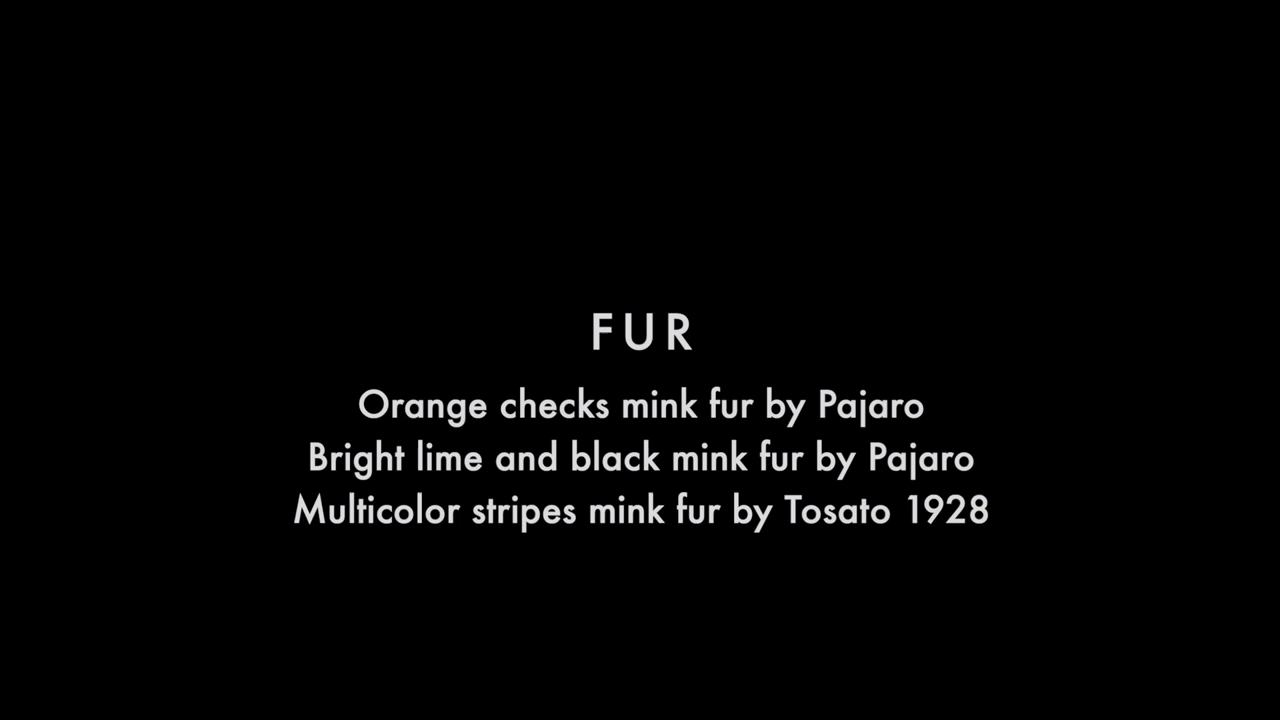 FUR
Orange checks mink fur by Pajaro
Bright lime and black mink fur by Pajaro
Multicolor stripes mink fur by Tosato 1928